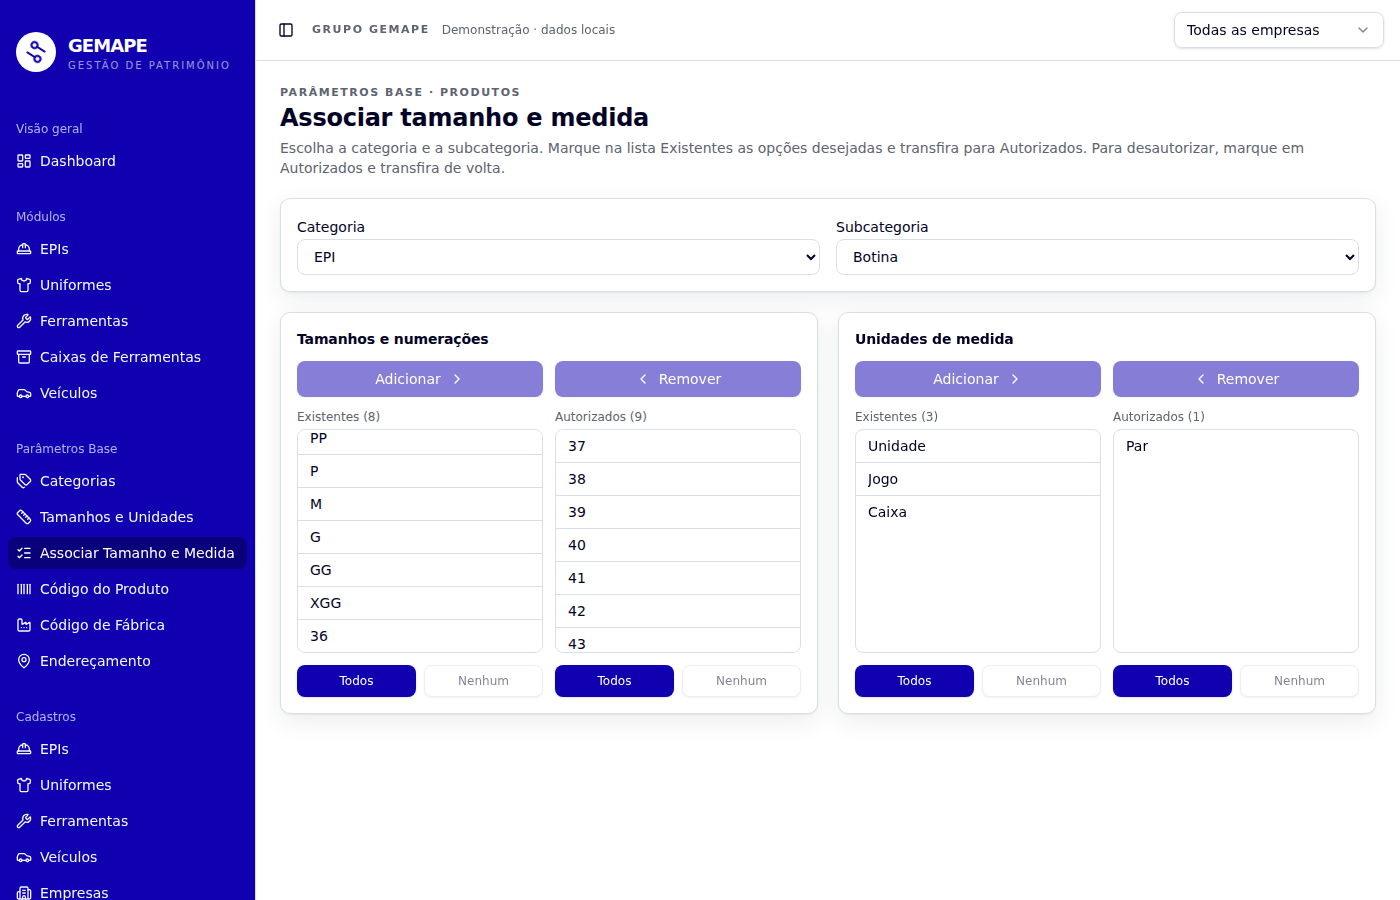 GEMAPE
GESTÃO DE PATRIMÔNIO
Visão geral
Dashboard
Módulos
EPIs
Uniformes
Ferramentas
Caixas de Ferramentas
Veículos
Parâmetros Base
Categorias
Tamanhos e Unidades
Associar Tamanho e Medida
Código do Produto
Código de Fábrica
Endereçamento
Cadastros
EPIs
Uniformes
Ferramentas
Veículos
Empresas
GRUPO GEMAPE Demonstração · dados locais
Todas as empresas
PARÂMETROS BASE · PRODUTOS
Associar tamanho e medida
Escolha a categoria e a subcategoria. Marque na lista Existentes as opções desejadas e transfira para Autorizados. Para desautorizar, marque em
Autorizados e transfira de volta.
Categoria
EPI
Subcategoria
Botina
Tamanhos e numerações
Adicionar
Remover
Existentes (8)
PP
P
M
G
GG
XGG
36
Todos
Nenhum
Autorizados (9)
37
38
39
40
41
42
43
Todos
Nenhum
Unidades de medida
Adicionar
Remover
Existentes (3)
Unidade
Jogo
Caixa
Todos
Nenhum
Autorizados (1)
Par
Todos
Nenhum